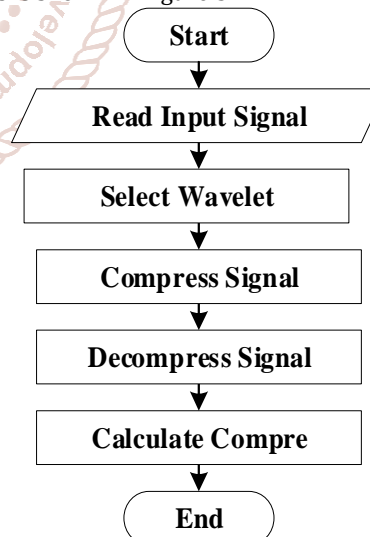 Start
Read Input Signal
Select Wavelet
Compress Signal
Decompress Signal
Calculate Compre
End